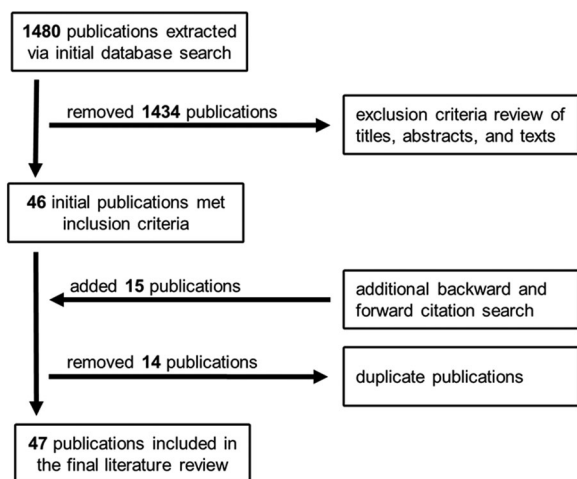 1480 publications extracted
via initial database search
removed 1434 publications
exclusion criteria review of
titles, abstracts, and texts
46 initial publications met
inclusion criteria
added 15 publications
additional backward and
forward citation search
removed 14 publications
duplicate publications
47 publications included in
the final literature review